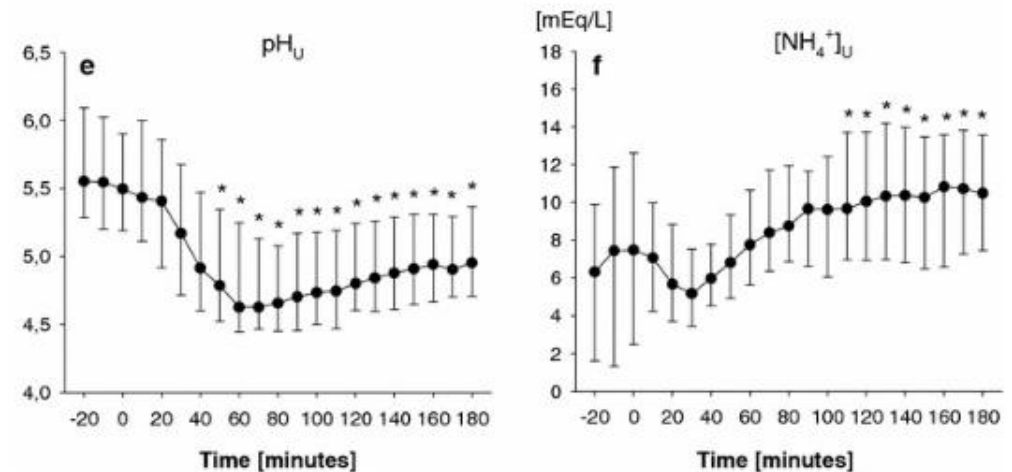 e
pH_U
6,5
6,0
5,5
5,0
4,5
4,0
* * * * * * * * * * * * * *
-20 0 20 40 60 80 100 120 140 160 180
Time [minutes]
[mEq/L]
f
[NH₄⁺]_U
18
16
14
12
10
8
6
4
2
0
* * * * * * * *
-20 0 20 40 60 80 100 120 140 160 180
Time [minutes]